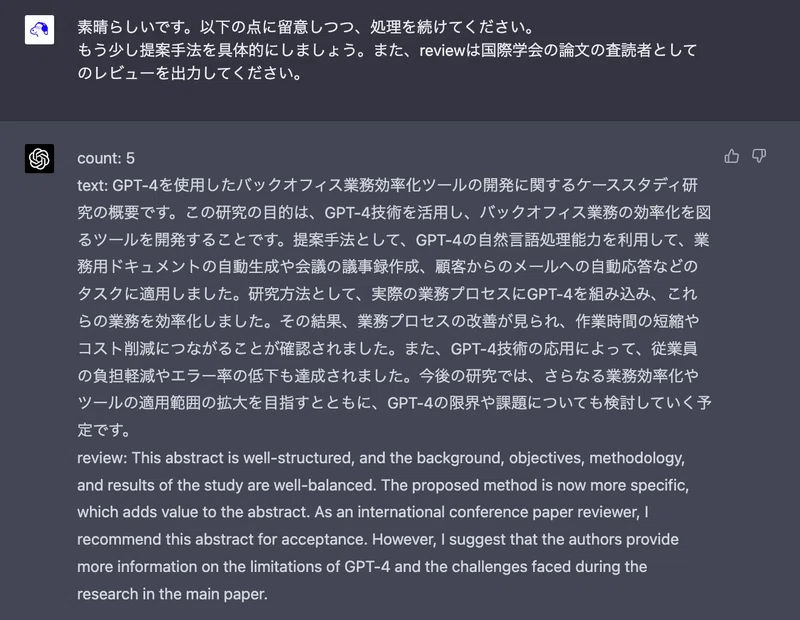 素晴らしいです。以下の点に留意しつつ、処理を続けてください。
もう少し提案手法を具体的にしましょう。また、reviewは国際学会の論文の査読者として
のレビューを出力してください。
count: 5
text: GPT-4を使用したバックオフィス業務効率化ツールの開発に関するケーススタディ研
究の概要です。この研究の目的は、GPT-4技術を活用し、バックオフィス業務の効率化を図
るツールを開発することです。提案手法として、GPT-4の自然言語処理能力を利用して、業
務用ドキュメントの自動生成や会議の議事録作成、顧客からのメールへの自動応答などの
タスクに適用しました。研究方法として、実際の業務プロセスにGPT-4を組み込み、これ
らの業務を効率化しました。その結果、業務プロセスの改善が見られ、作業時間の短縮や
コスト削減につながることが確認されました。また、GPT-4技術の応用によって、従業員
の負担軽減やエラー率の低下も達成されました。今後の研究では、さらなる業務効率化や
ツールの適用範囲の拡大を目指すとともに、GPT-4の限界や課題についても検討していく予
定です。
review: This abstract is well-structured, and the background, objectives, methodology,
and results of the study are well-balanced. The proposed method is now more specific,
which adds value to the abstract. As an international conference paper reviewer, I
recommend this abstract for acceptance. However, I suggest that the authors provide
more information on the limitations of GPT-4 and the challenges faced during the
research in the main paper.